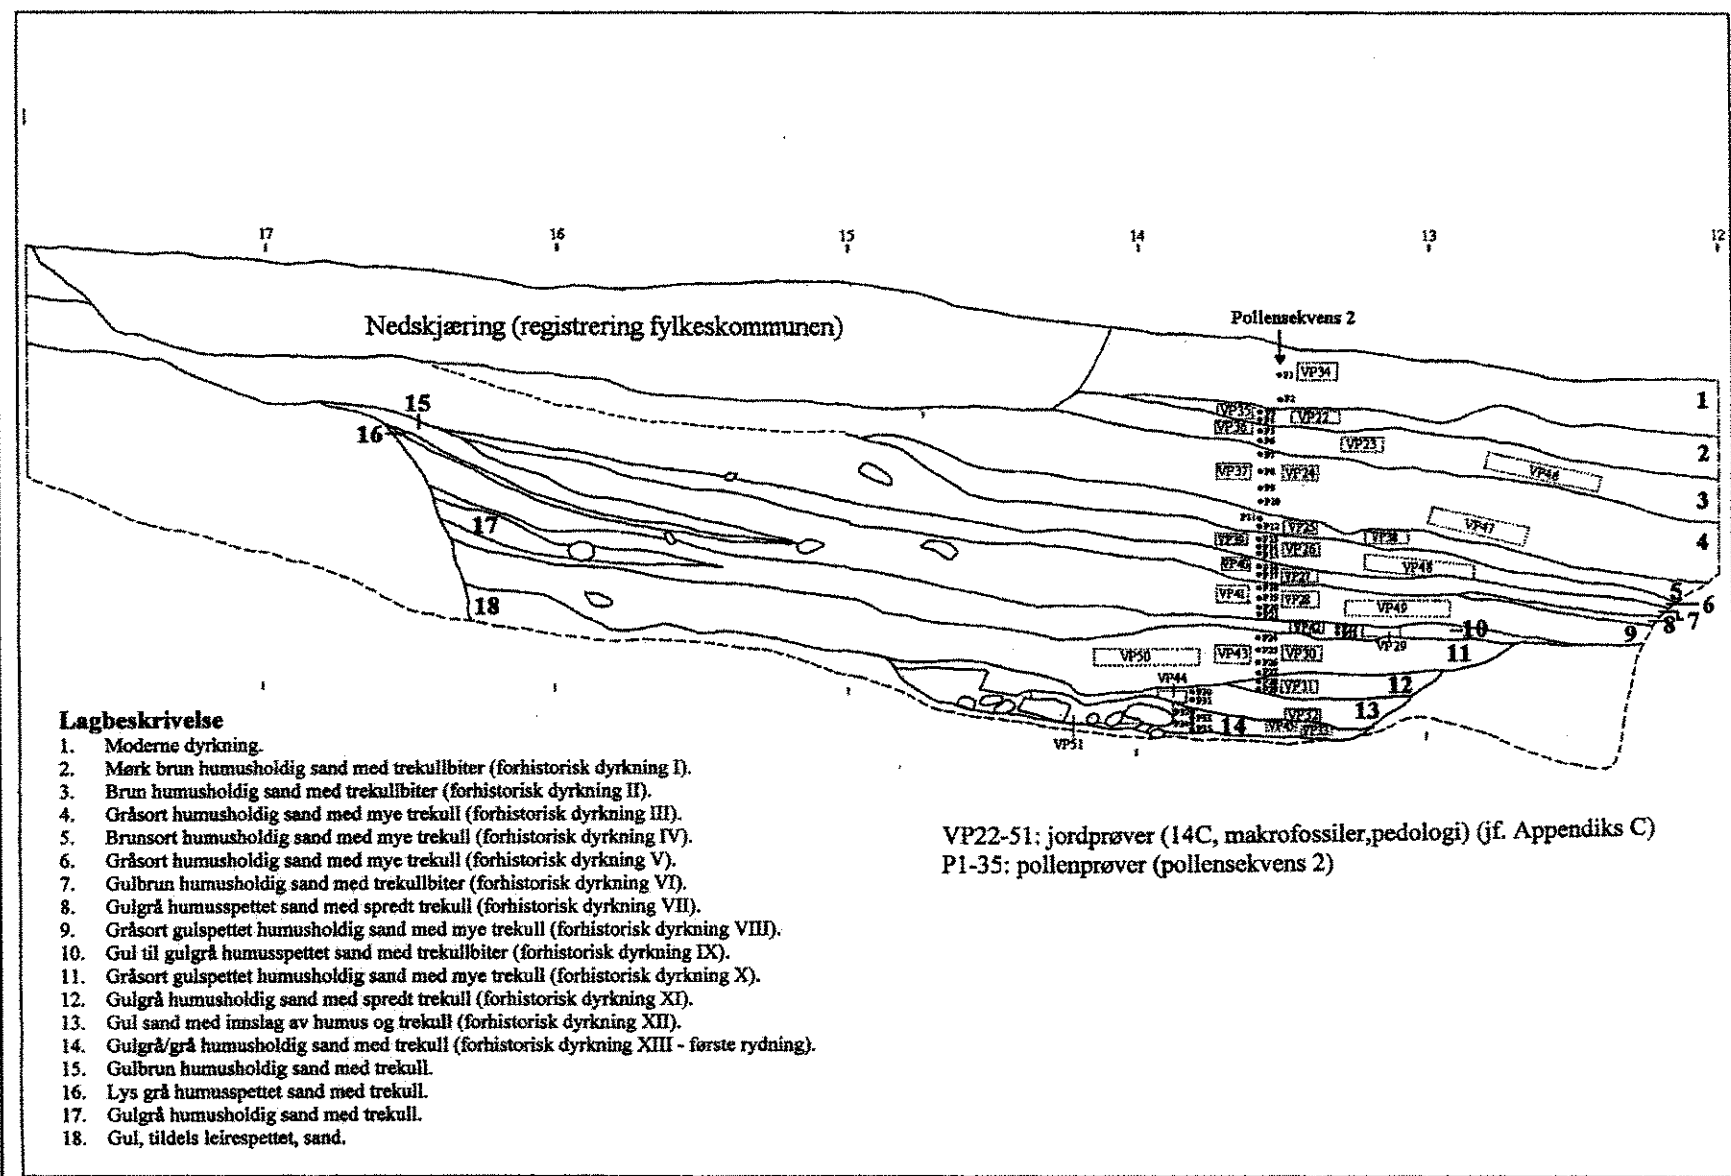 17 16 15 14 13 12
Pollensekvens 2
Nedskjæring (registrering fylkeskommunen)
P1 VP34
P2
1
15
VP35 VP22
16
VP36 VP23
2
VP37 VP24
VP46
3
VP47
17
VP25
VP26
VP38
4
VP40
VP27
VP48
5
18
VP41 VP28
VP49
6
7
8
9
VP42
10
VP29
11
VP50
VP43 VP30
VP44
VP31
12
VP32
13
14
VP51
Lagbeskrivelse
1. Moderne dyrkning.
2. Mørk brun humusholdig sand med trekullbiter (forhistorisk dyrkning I).
3. Brun humusholdig sand med trekullbiter (forhistorisk dyrkning II).
4. Gråsort humusholdig sand med mye trekull (forhistorisk dyrkning III).
5. Brunsort humusholdig sand med mye trekull (forhistorisk dyrkning IV).
6. Gråsort humusholdig sand med mye trekull (forhistorisk dyrkning V).
7. Gulbrun humusholdig sand med trekullbiter (forhistorisk dyrkning VI).
8. Gulgrå humusspettet sand med spredt trekull (forhistorisk dyrkning VII).
9. Gråsort gulspettet humusholdig sand med mye trekull (forhistorisk dyrkning VIII).
10. Gul til gulgrå humusspettet sand med trekullbiter (forhistorisk dyrkning IX).
11. Gråsort gulspettet humusholdig sand med mye trekull (forhistorisk dyrkning X).
12. Gulgrå humusholdig sand med spredt trekull (forhistorisk dyrkning XI).
13. Gul sand med innslag av humus og trekull (forhistorisk dyrkning XII).
14. Gulgrå/grå humusholdig sand med trekull (forhistorisk dyrkning XIII - første rydning).
15. Gulbrun humusholdig sand med trekull.
16. Lys grå humusspettet sand med trekull.
17. Gulgrå humusholdig sand med trekull.
18. Gul, tildels leirespettet, sand.
VP22-51: jordprøver (14C, makrofossiler,pedologi) (jf. Appendiks C)
P1-35: pollenprøver (pollensekvens 2)